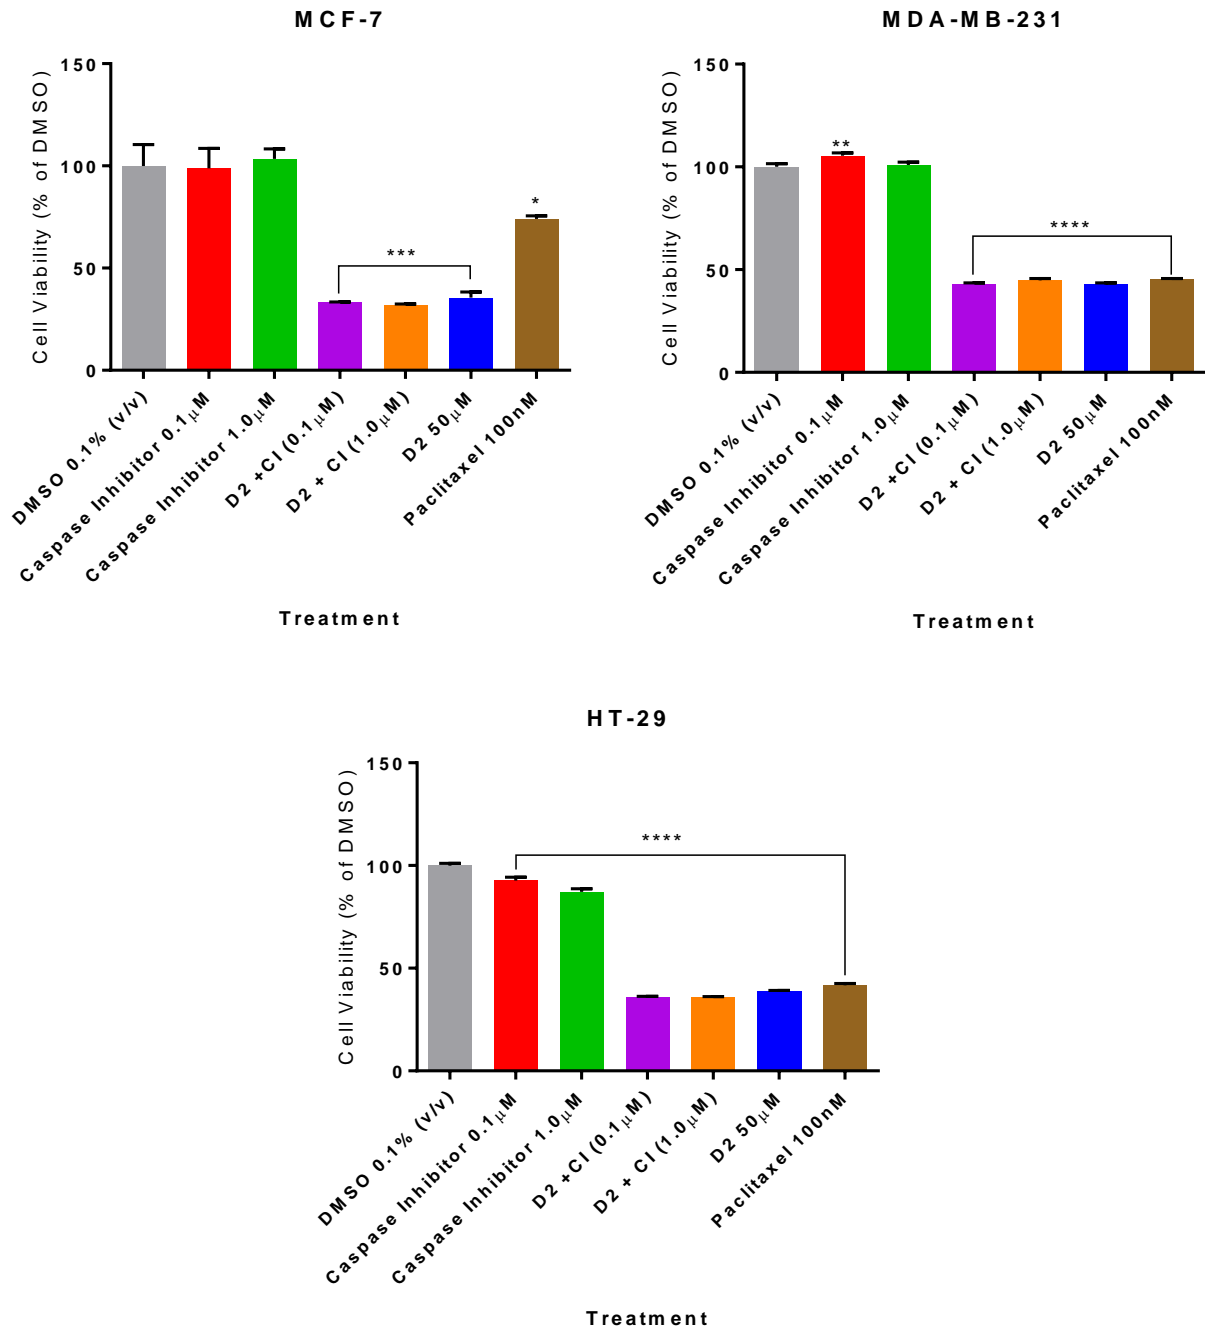 MCF-7
Cell Viability (% of DMSO)
150
100
50
0
***
*
DMSO 0.1% (v/v)
Caspase Inhibitor 0.1µM
Caspase Inhibitor 1.0µM
D2 +CI (0.1µM)
D2 + CI (1.0µM)
D2 50µM
Paclitaxel 100nM
Treatment
MDA-MB-231
Cell Viability (% of DMSO)
150
100
50
0
**
****
DMSO 0.1% (v/v)
Caspase Inhibitor 0.1µM
Caspase Inhibitor 1.0µM
D2 +CI (0.1µM)
D2 + CI (1.0µM)
D2 50µM
Paclitaxel 100nM
Treatment
HT-29
Cell Viability (% of DMSO)
150
100
50
0
****
DMSO 0.1% (v/v)
Caspase Inhibitor 0.1µM
Caspase Inhibitor 1.0µM
D2 +CI (0.1µM)
D2 + CI (1.0µM)
D2 50µM
Paclitaxel 100nM
Treatment